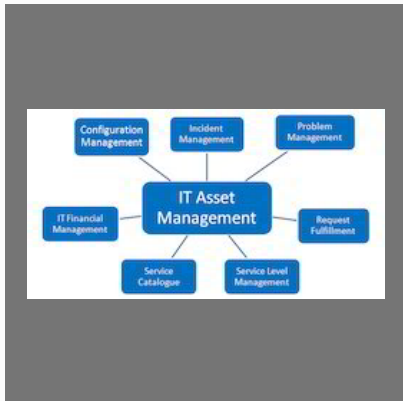 Configuration
Management
Incident
Management
Problem
Management
IT Asset
Management
IT Financial
Management
Request
Fulfillment
Service
Catalogue
Service Level
Management